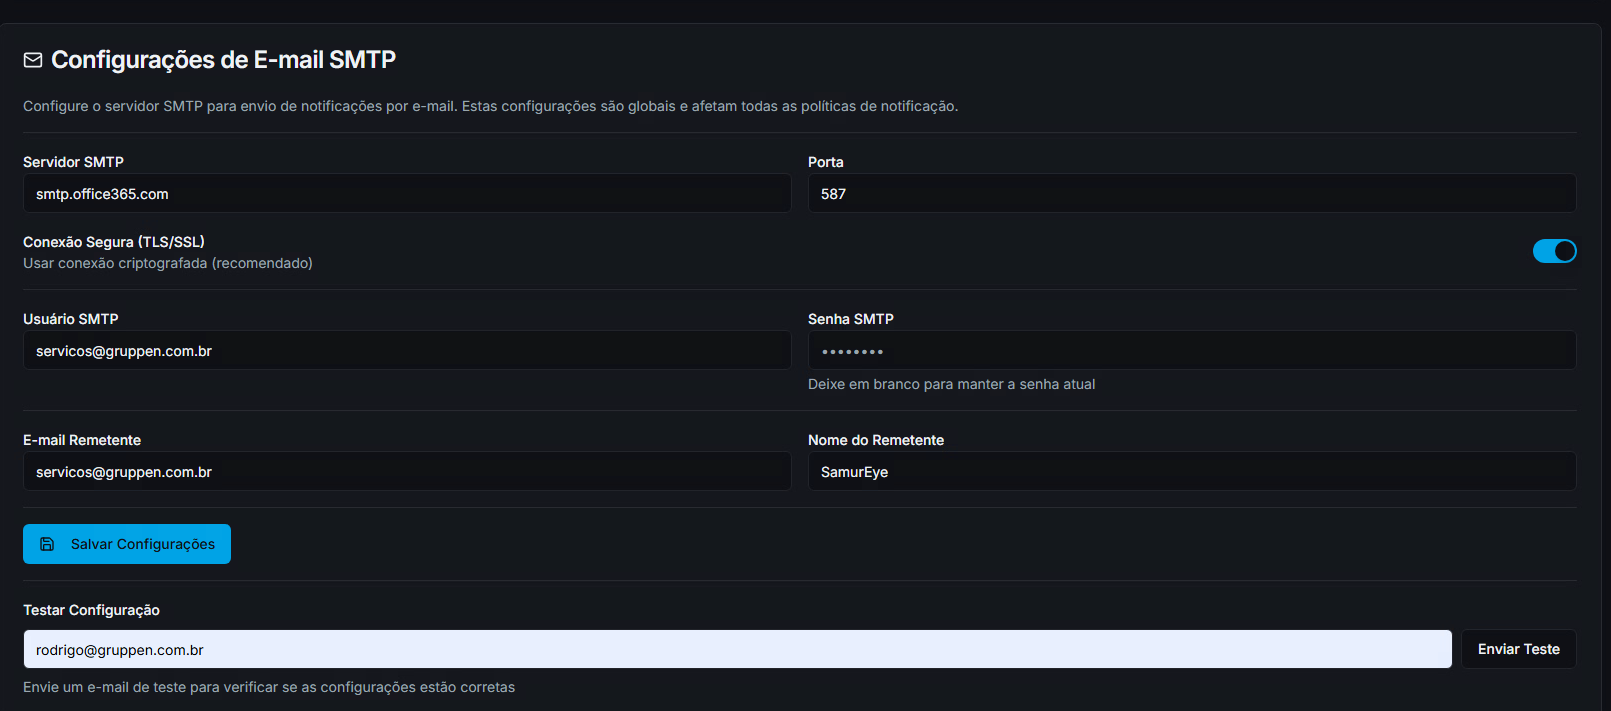 Configurações de E-mail SMTP
Configure o servidor SMTP para envio de notificações por e-mail. Estas configurações são globais e afetam todas as políticas de notificação.
Servidor SMTP
Porta
smtp.office365.com
587
Conexão Segura (TLS/SSL)
Usar conexão criptografada (recomendado)
Usuário SMTP
Senha SMTP
servicos@gruppen.com.br
••••••••
Deixe em branco para manter a senha atual
E-mail Remetente
Nome do Remetente
servicos@gruppen.com.br
SamurEye
Salvar Configurações
Testar Configuração
rodrigo@gruppen.com.br
Enviar Teste
Envie um e-mail de teste para verificar se as configurações estão corretas